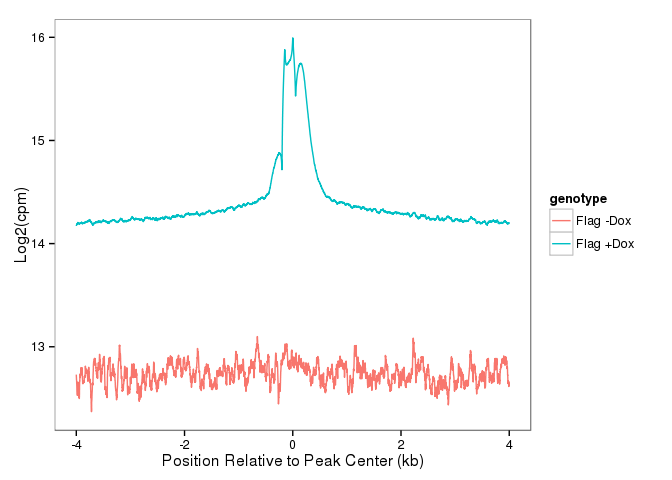 16
15
14
13
Log2(cpm)
-4
-2
0
2
4
Position Relative to Peak Center (kb)
genotype
Flag -Dox
Flag +Dox